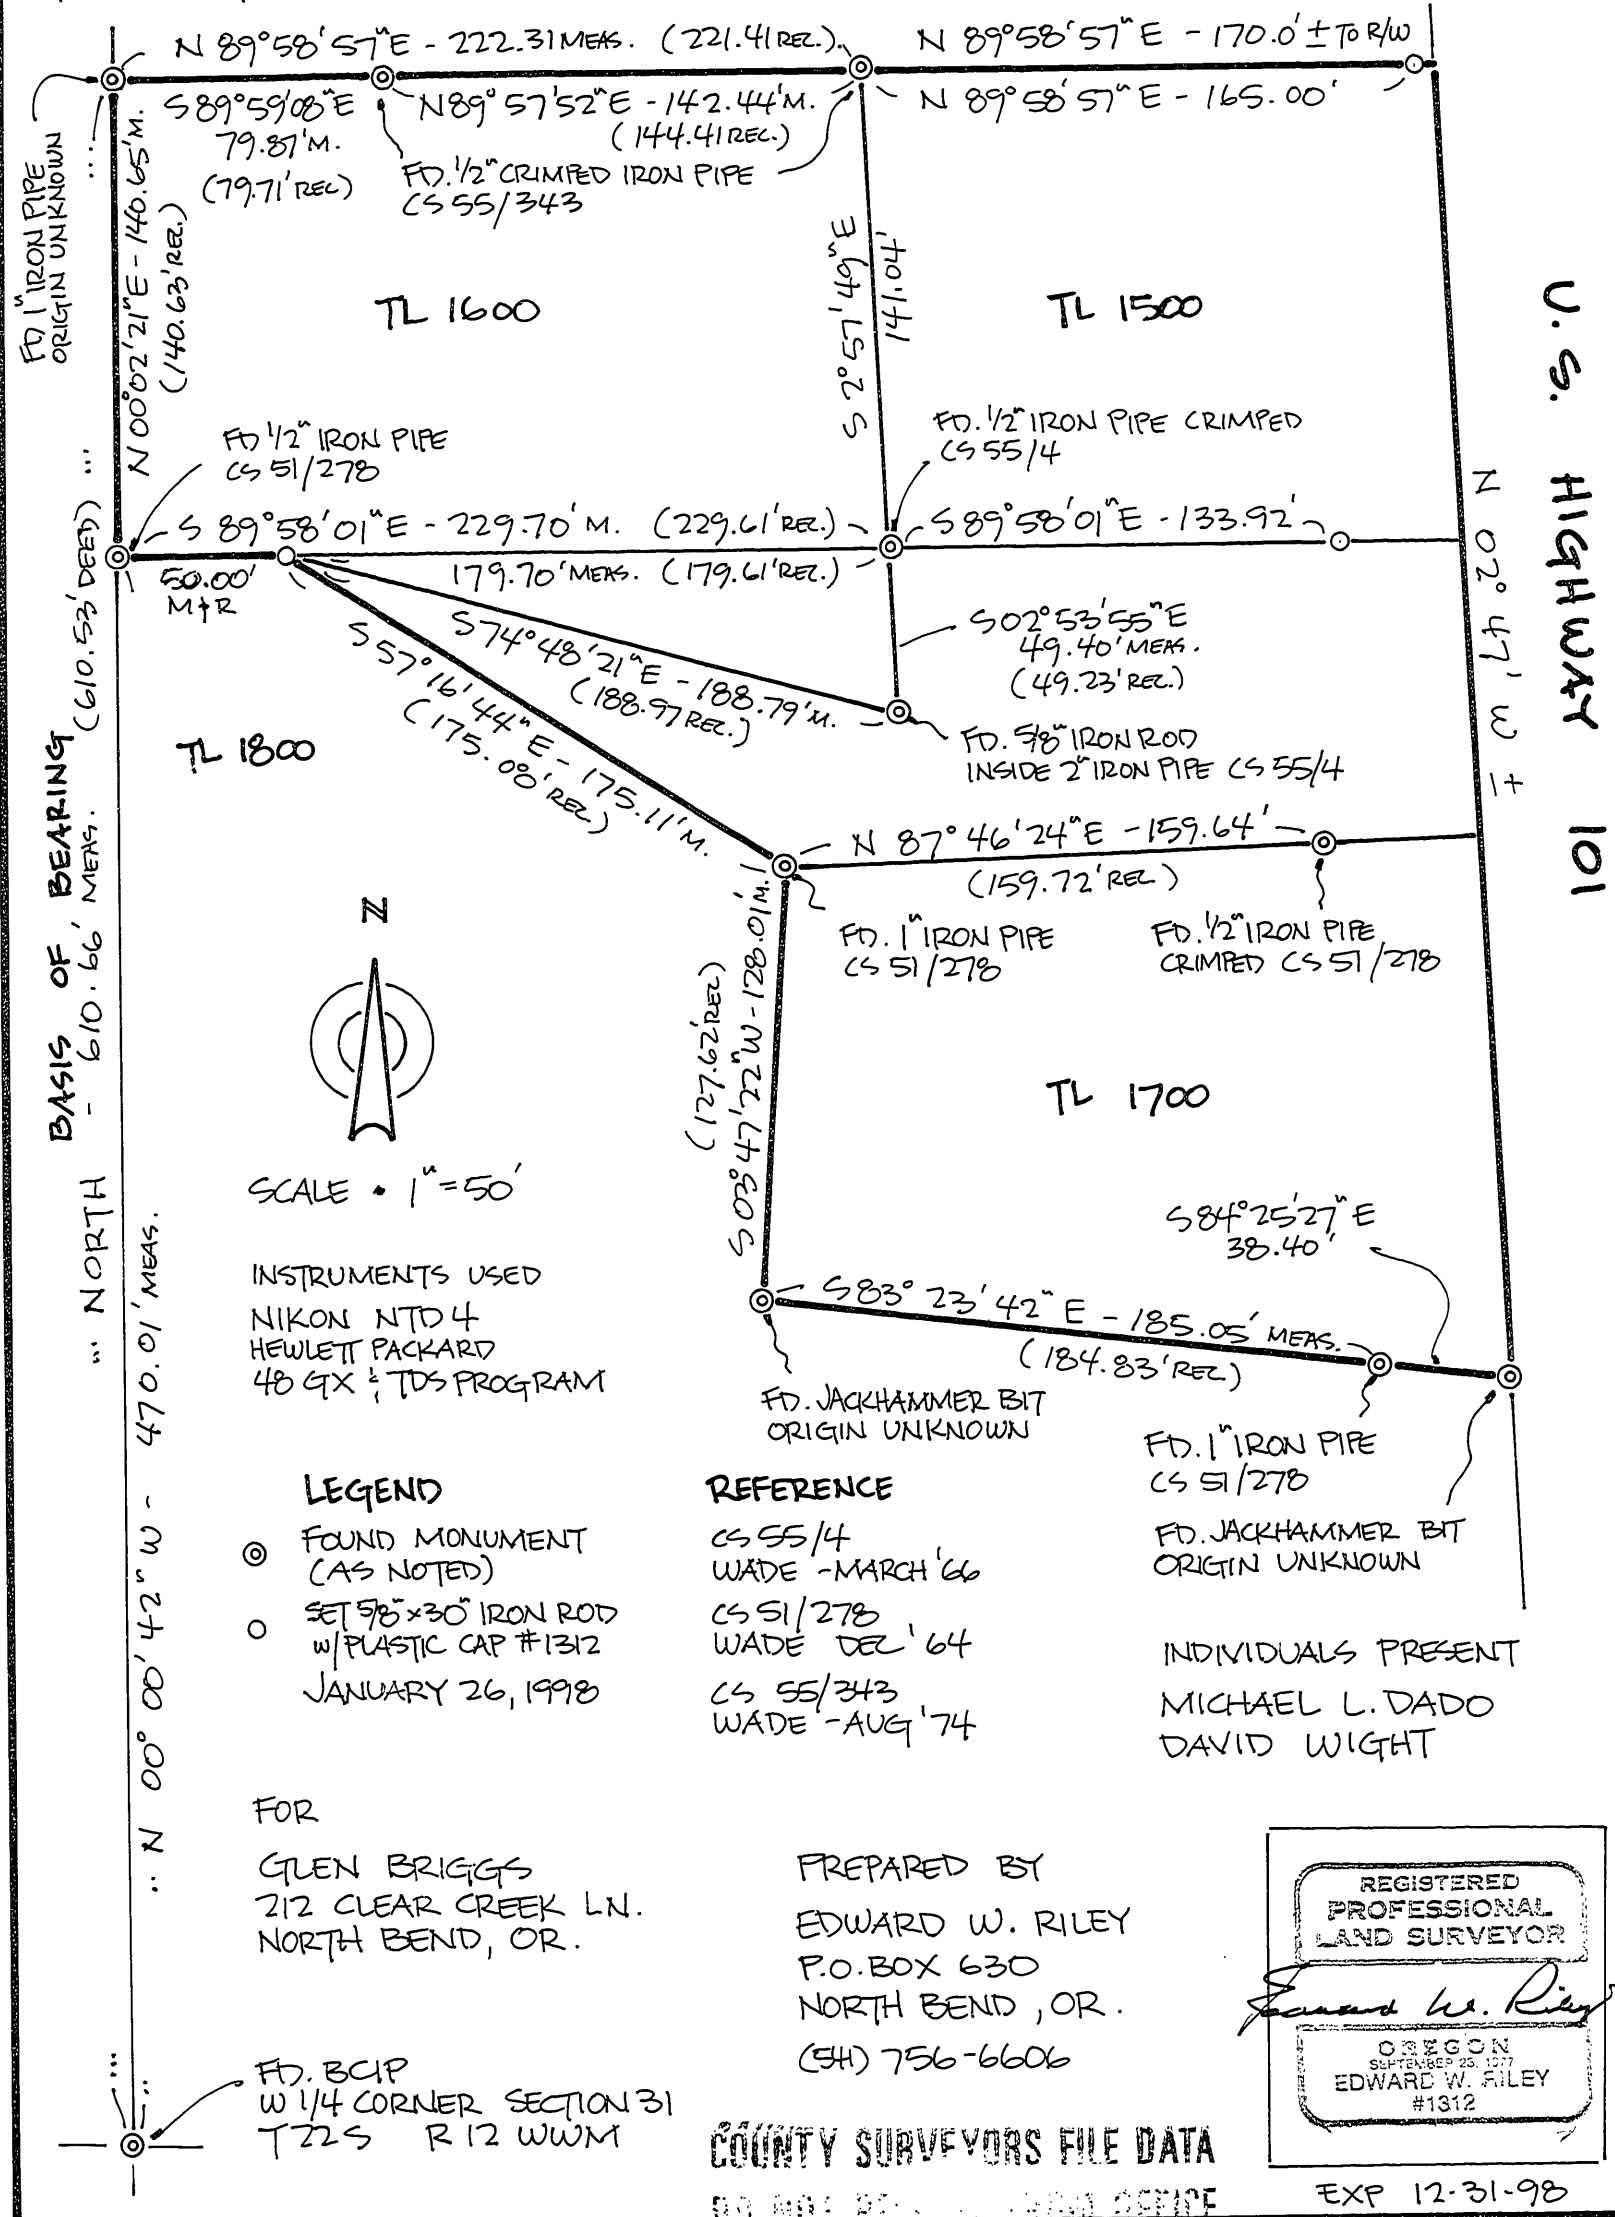 N 89°58'57"E - 222.31 MEAS. (221.41 REC.)
N 89°58'57"E - 170.0'± TO R/W
S 89°59'08"E
79.87'M.
(79.71'REC)
N89°57'52"E - 142.44'M.
(144.41 REC.)
N 89°58'57"E - 165.00'
FD. 1/2" CRIMPED IRON PIPE
CS 55/343
FD 1" IRON PIPE
ORIGIN UNKNOWN
N 00°02'21"E - 140.65'M.
(140.63'REC.)
TL 1600
S 2°57'49"E
141.04'
TL 1500
U.S. HIGHWAY 101
N 02°47' W ±
FD 1/2" IRON PIPE
CS 51/278
FD. 1/2" IRON PIPE CRIMPED
CS 55/4
S 89°58'01"E - 229.70'M. (229.61'REC.)
S 89°58'01"E - 133.92'
50.00'
M & R
179.70'MEAS. (179.61'REC.)
S 74°48'21"E - 188.79'M.
(188.97 REC.)
S02°53'55"E
49.40'MEAS.
(49.23'REC.)
S 57°16'44"E - 175.11'M.
(175.08'REC.)
FD. 5/8" IRON ROD
INSIDE 2" IRON PIPE CS 55/4
TL 1800
BASIS OF BEARING
... NORTH - 610.66' MEAS. (610.53' DEED) ...
N 87°46'24"E - 159.64'
(159.72'REC)
FD. 1" IRON PIPE
CS 51/278
FD. 1/2" IRON PIPE
CRIMPED CS 51/278
N
S 03°47'22"W - 128.01'M.
(127.62'REC)
TL 1700
SCALE • 1"=50'
S84°25'27"E
38.40'
INSTRUMENTS USED
NIKON NTD 4
HEWLETT PACKARD
48 GX & TDS PROGRAM
S 83°23'42"E - 185.05' MEAS.
(184.83'REC.)
FD. JACKHAMMER BIT
ORIGIN UNKNOWN
FD. 1" IRON PIPE
CS 51/278
FD. JACKHAMMER BIT
ORIGIN UNKNOWN
.. N 00°00'42"W - 470.01' MEAS.
LEGEND
FOUND MONUMENT
(AS NOTED)
SET 5/8"x30" IRON ROD
w/PLASTIC CAP #1312
JANUARY 26, 1998
REFERENCE
CS 55/4
WADE - MARCH '66
CS 51/278
WADE DEC '64
CS 55/343
WADE - AUG '74
INDIVIDUALS PRESENT
MICHAEL L. DADO
DAVID WIGHT
FOR
GLEN BRIGGS
212 CLEAR CREEK LN.
NORTH BEND, OR.
PREPARED BY
EDWARD W. RILEY
P.O. BOX 630
NORTH BEND, OR.
(541) 756-6606
REGISTERED
PROFESSIONAL
LAND SURVEYOR
Edward W. Riley
OREGON
SEPTEMBER 23, 1977
EDWARD W. RILEY
#1312
EXP 12-31-98
FD. BCIP
W 1/4 CORNER SECTION 31
T 22 S R 12 WWM
COUNTY SURVEYORS FILE DATA
DO NOT OFFICE